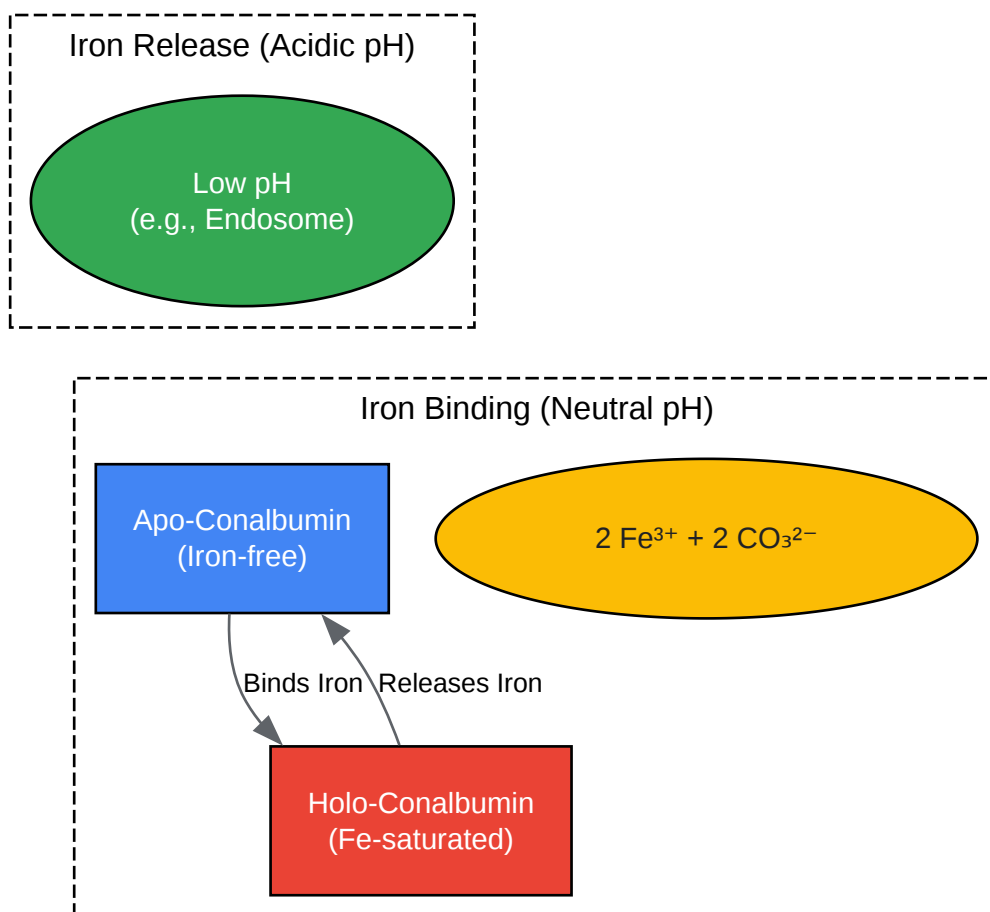 Iron Release (Acidic pH)
Low pH
(e.g., Endosome)
Iron Binding (Neutral pH)
Apo-Conalbumin
(Iron-free)
2 Fe³⁺ + 2 CO₃²⁻
Binds Iron
Releases Iron
Holo-Conalbumin
(Fe-saturated)